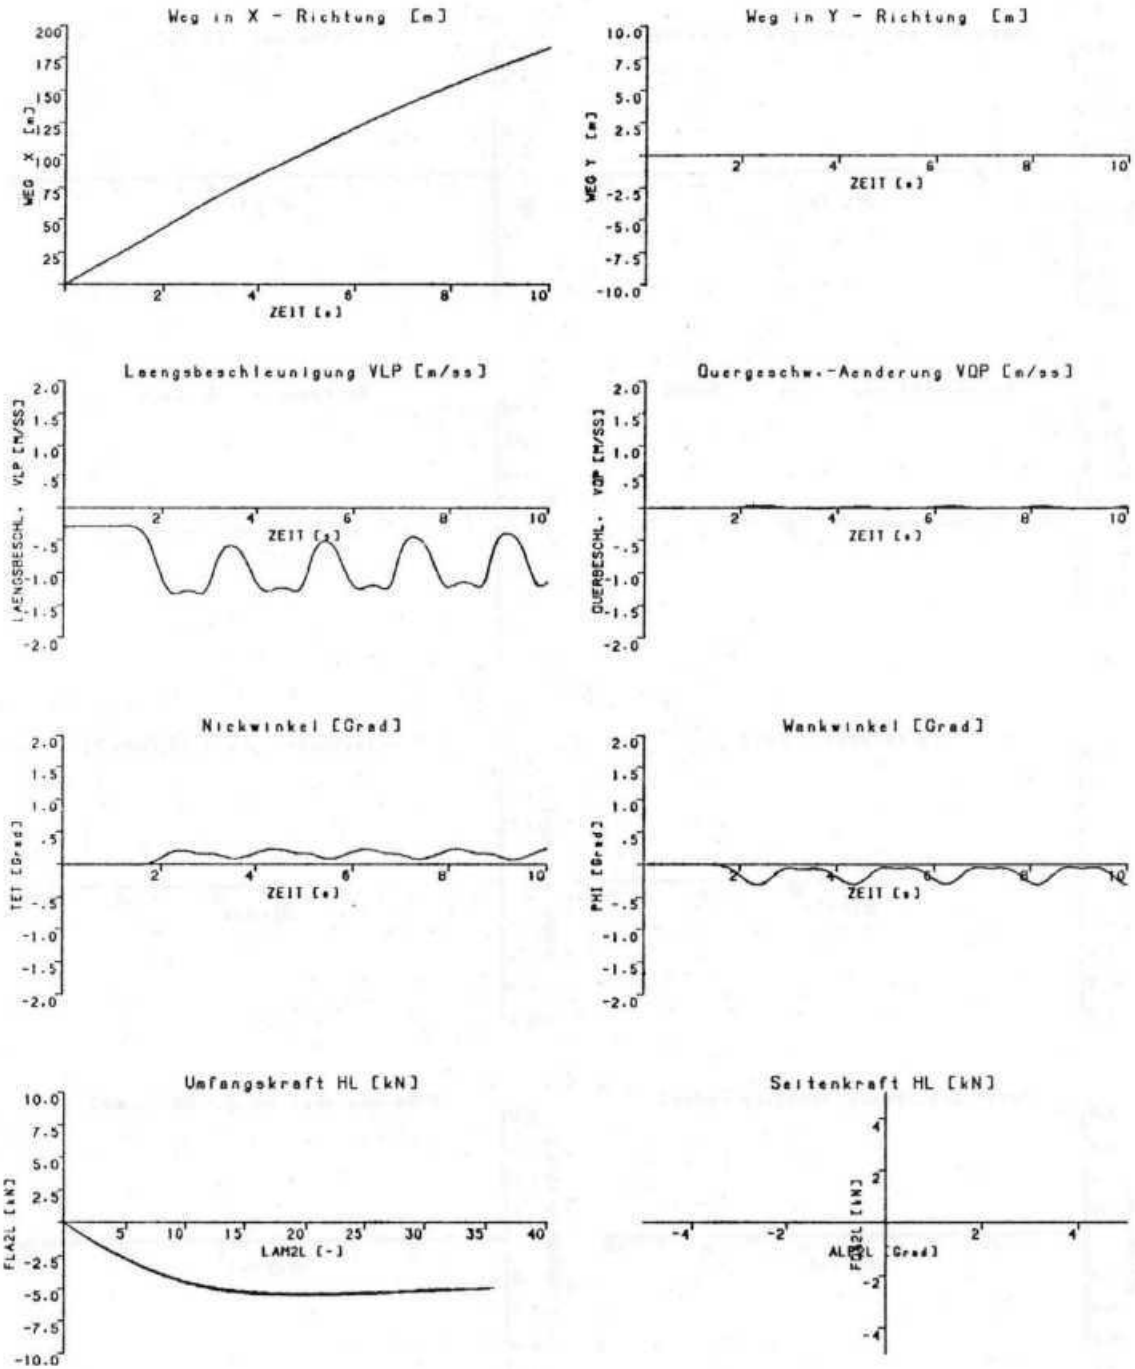 Weg in X - Richtung [m]
200
175
150
125
100
75
50
25
WEG X [m]
2 4 6 8 10
ZEIT [s]
Weg in Y - Richtung [m]
10.0
7.5
5.0
2.5
-2.5
-5.0
-7.5
-10.0
WEG Y [m]
2 4 6 8 10
ZEIT [s]
Laengsbeschleunigung VLP [m/ss]
2.0
1.5
1.0
.5
-.5
-1.0
-1.5
-2.0
LAENGSBESCHL. VLP [M/SS]
2 4 6 8 10
ZEIT [s]
Quergeschw.-Aenderung VQP [m/ss]
2.0
1.5
1.0
.5
-.5
-1.0
-1.5
-2.0
QUERBESCHL. VQP [M/SS]
2 4 6 8 10
ZEIT [s]
Nickwinkel [Grad]
2.0
1.5
1.0
.5
-.5
-1.0
-1.5
-2.0
TET [Grad]
2 4 6 8 10
ZEIT [s]
Wankwinkel [Grad]
2.0
1.5
1.0
.5
-.5
-1.0
-1.5
-2.0
PHI [Grad]
2 4 6 8 10
ZEIT [s]
Umfangskraft HL [kN]
10.0
7.5
5.0
2.5
-2.5
-5.0
-7.5
-10.0
FLA2L [kN]
5 10 15 20 25 30 35 40
LAM2L [-]
Seitenkraft HL [kN]
4
2
-2
-4
[kN]
-4 -2 2 4
ALP2L [Grad]